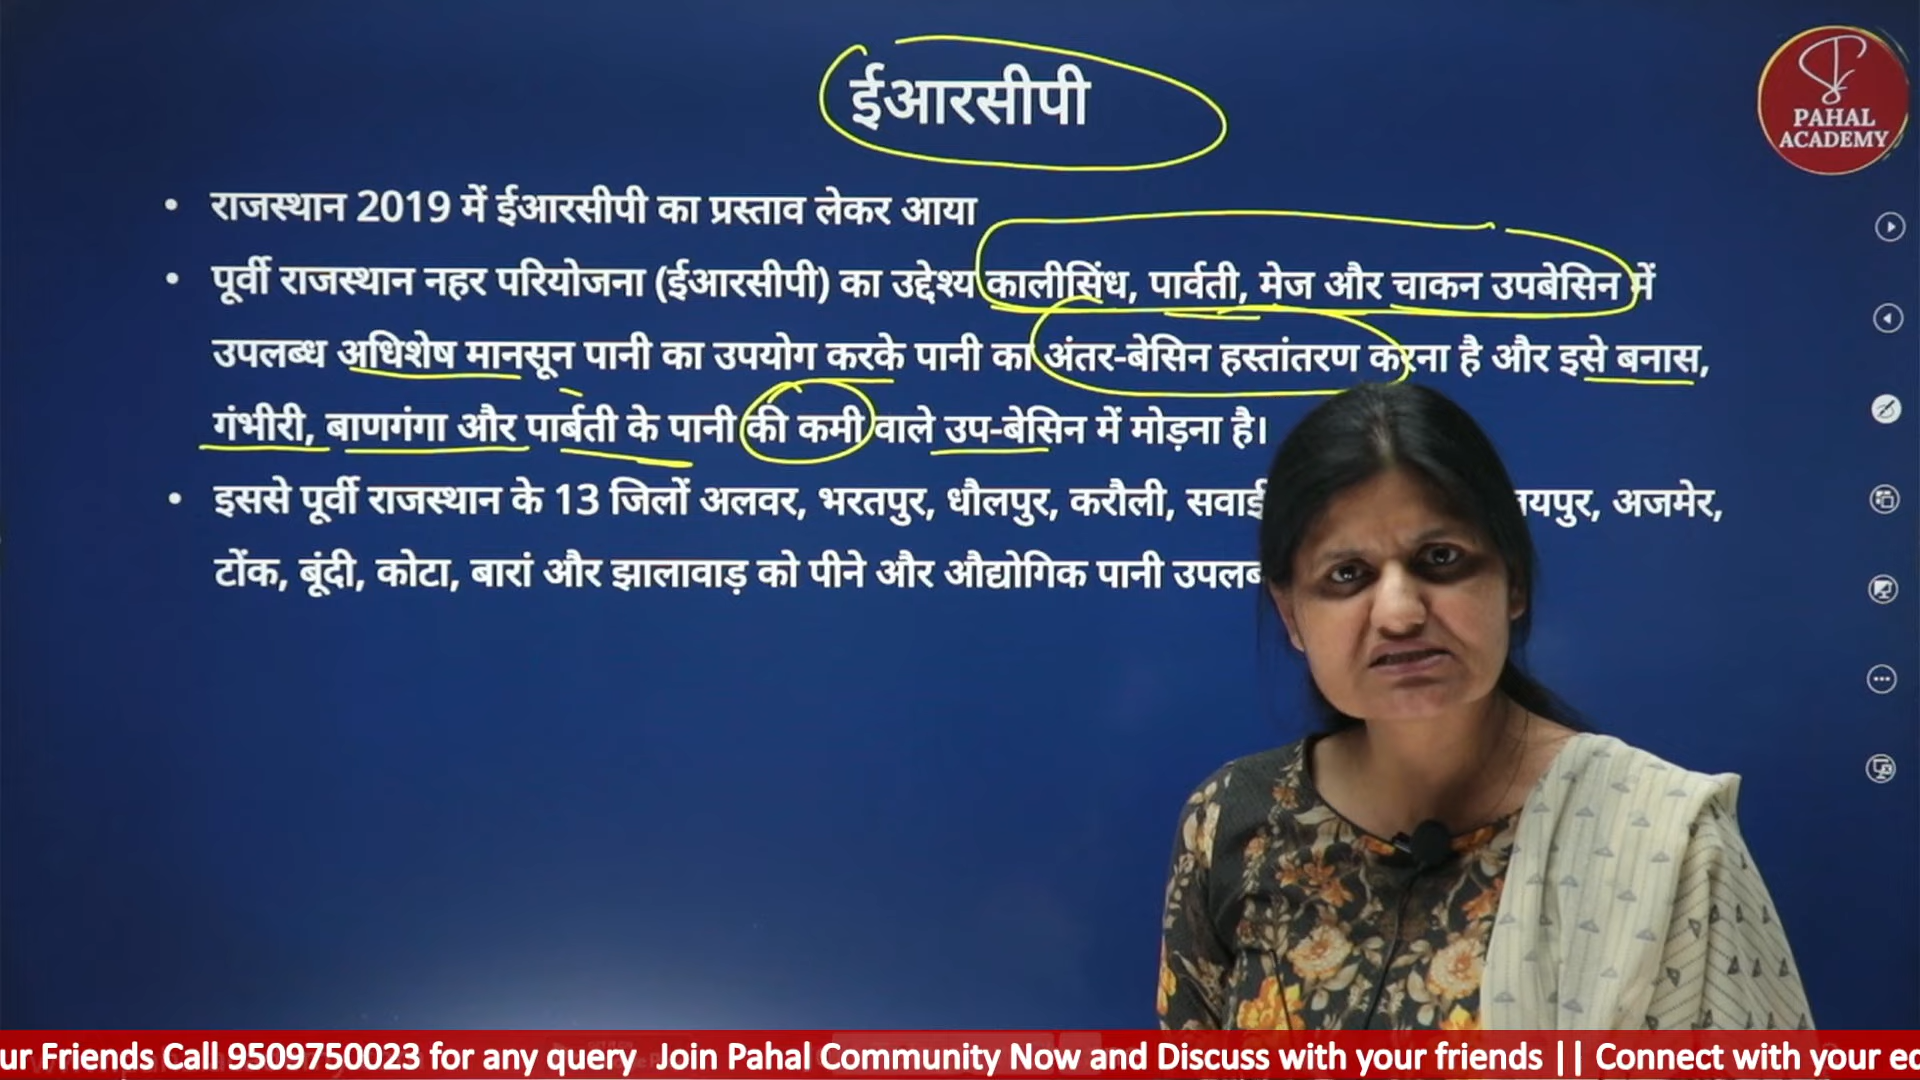 ईआरसीपी
PAHAL
ACADEMY
• राजस्थान 2019 में ईआरसीपी का प्रस्ताव लेकर आया
• पूर्वी राजस्थान नहर परियोजना (ईआरसीपी) का उद्देश्य कालीसिंध, पार्वती, मेज और चाकन उपबेसिन में
उपलब्ध अधिशेष मानसून पानी का उपयोग करके पानी का अंतर-बेसिन हस्तांतरण करना है और इसे बनास,
गंभीरी, बाणगंगा और पार्बती के पानी की कमी वाले उप-बेसिन में मोड़ना है।
• इससे पूर्वी राजस्थान के 13 जिलों अलवर, भरतपुर, धौलपुर, करौली, सवाई अजमेर,
टोंक, बूंदी, कोटा, बारां और झालावाड़ को पीने और औद्योगिक पानी
ur Friends Call 9509750023 for any query Join Pahal Community Now and Discuss with your friends || Connect with your